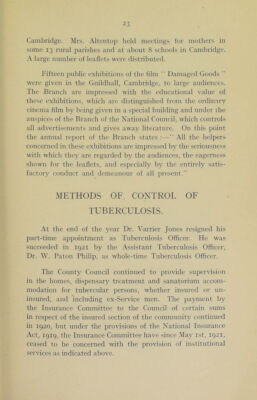 23
Cambridge. Mrs. Altentop held meetings for mothers in
some 13 rural parishes and at about 8 schools in Cambridge.
A large number of leaflets were distributed.
Fifteen public exhibitions of the film " Damaged Goods "
were given in the Guildhall, Cambridge, to large audiences.
The Branch are impressed with the educational value of
these exhibitions, which are distinguished from the ordinary
cinema film by being given in a special building and under the
auspices of the Branch of the National Council, which controls
all advertisements and gives away literature. On this point
the annual report of the Branch states :—" All the helpers
concerned in these exhibitions are impressed by the seriousness
with which they are regarded by the audiences, the eagerness
shown for the leaflets, and especially by the entirely satis-
factory conduct and demeanour of all present."
METHODS OF CONTROL OF
TUBERCULOSIS.
At the end of the year Dr. Varrier Jones resigned his
part-time appointment as Tuberculosis Officer. He was
succeeded in 1921 by the Assistant Tuberculosis Officer,
Dr. W. Paton Philip, as whole-time Tuberculosis Officer.
The County Council continued to provide supervision
in the homes, dispensary treatment and sanatorium accom-
modation for tubercular persons, whether insured or un-
insured, and including ex-Service men. The payment by
the Insurance Committee to the Council of certain sums
in respect of the insured section of the community continued
in 1920, but under the provisions of the National Insurance
Act, 1919, the Insurance Committee have since May 1st, 1921,
ceased to be concerned with the provision of institutional
services as indicated above.